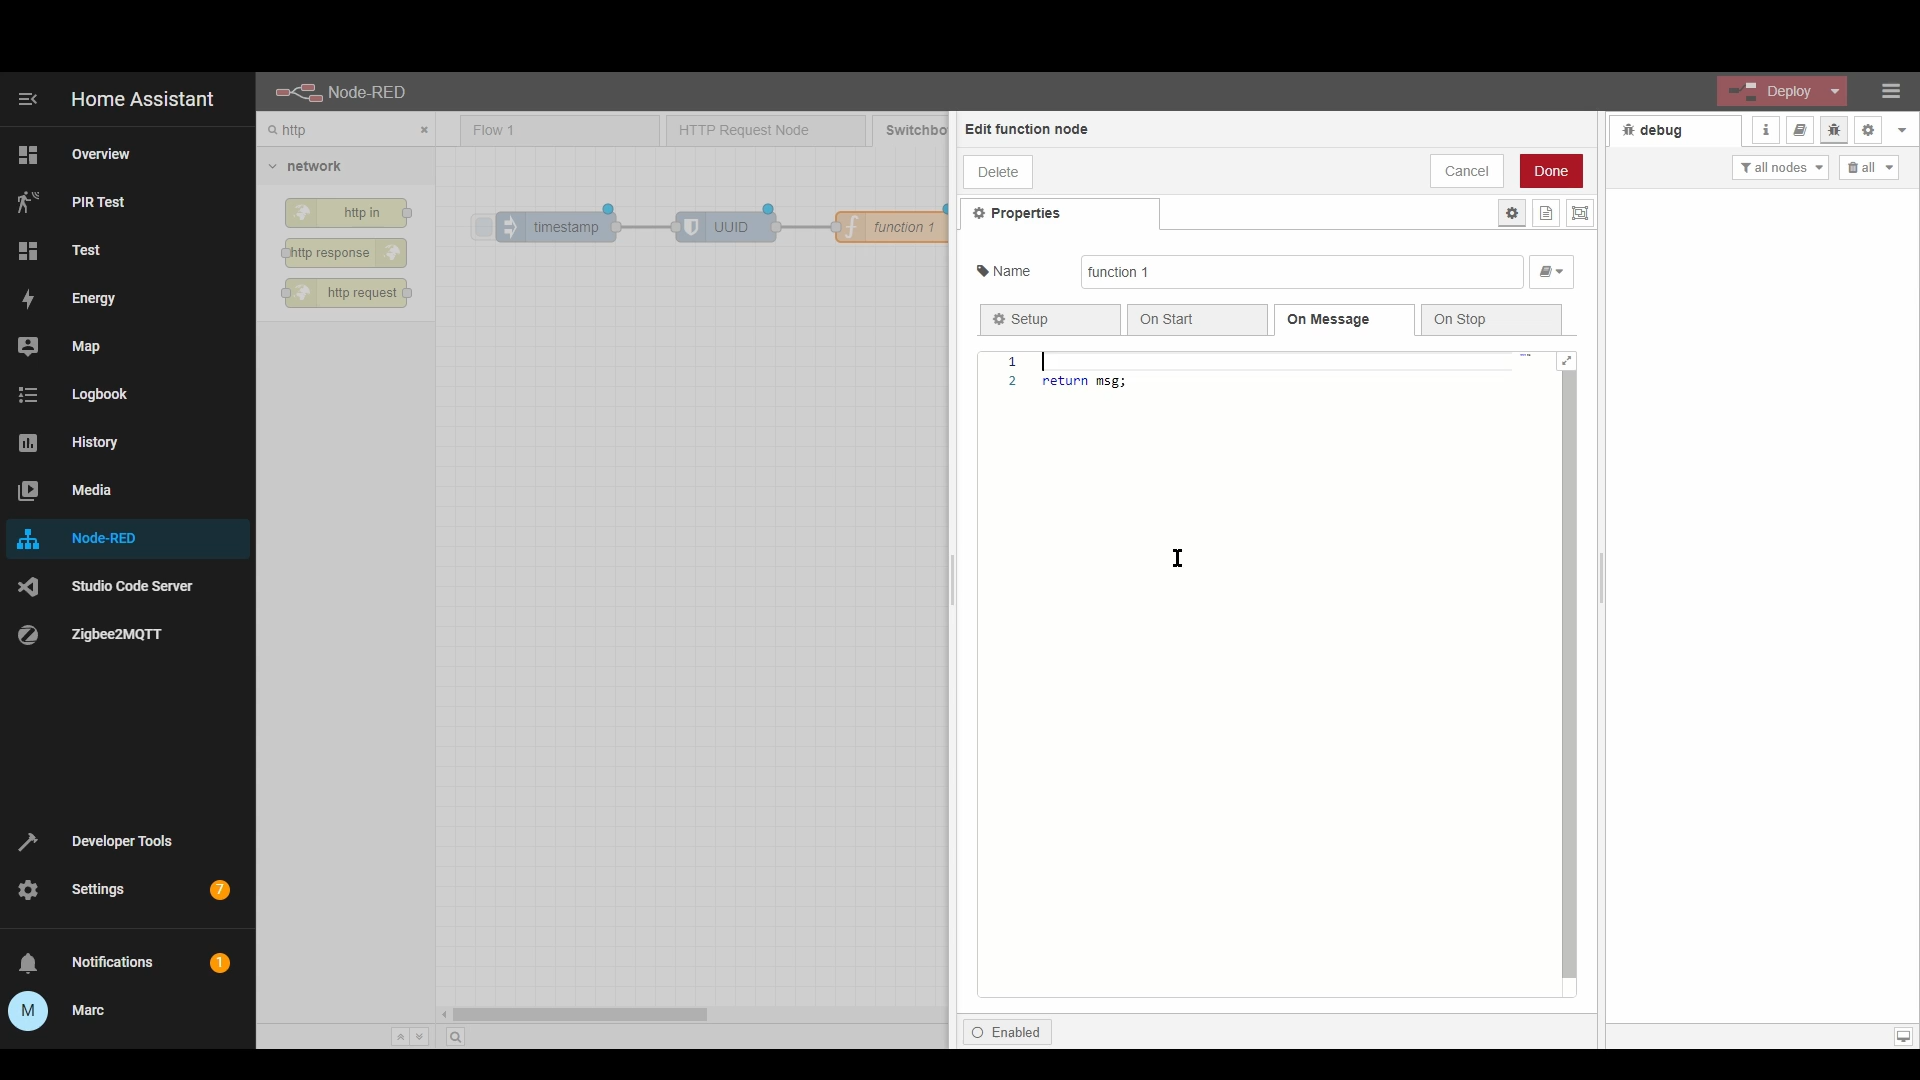 Home Assistant
Overview
PIR Test
Test
Energy
Map
Logbook
History
Media
Node-RED
Studio Code Server
Zigbee2MQTT
Developer Tools
Settings 7
Notifications 1
M Marc
Node-RED
Deploy
http
network
http in
http response
http request
Flow 1
HTTP Request Node
Switchbo
timestamp
UUID
function 1
Edit function node
Delete
Cancel
Done
Properties
Name
function 1
Setup
On Start
On Message
On Stop
1
2 return msg;
Enabled
debug
all nodes
all